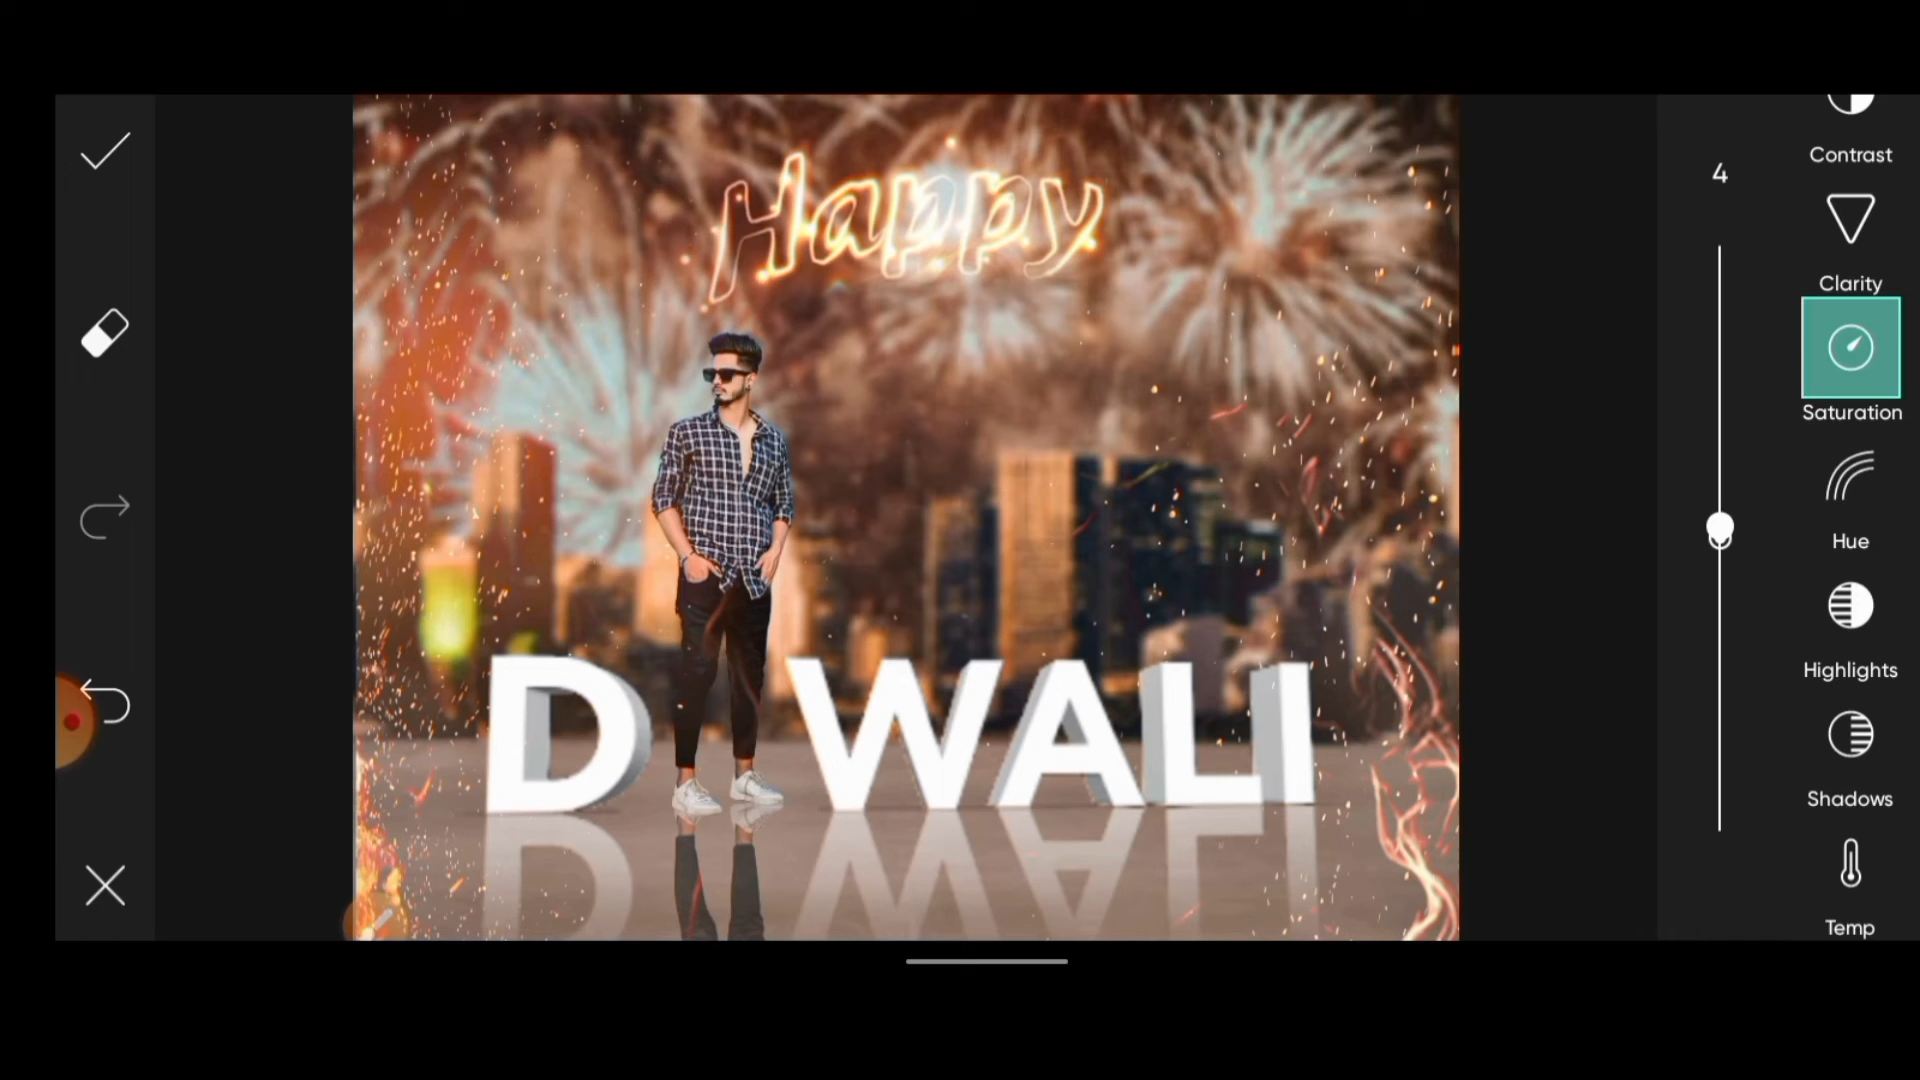 Contrast
4
Happy
Clarity
Saturation
Hue
Highlights
D WALI
Shadows
Temp